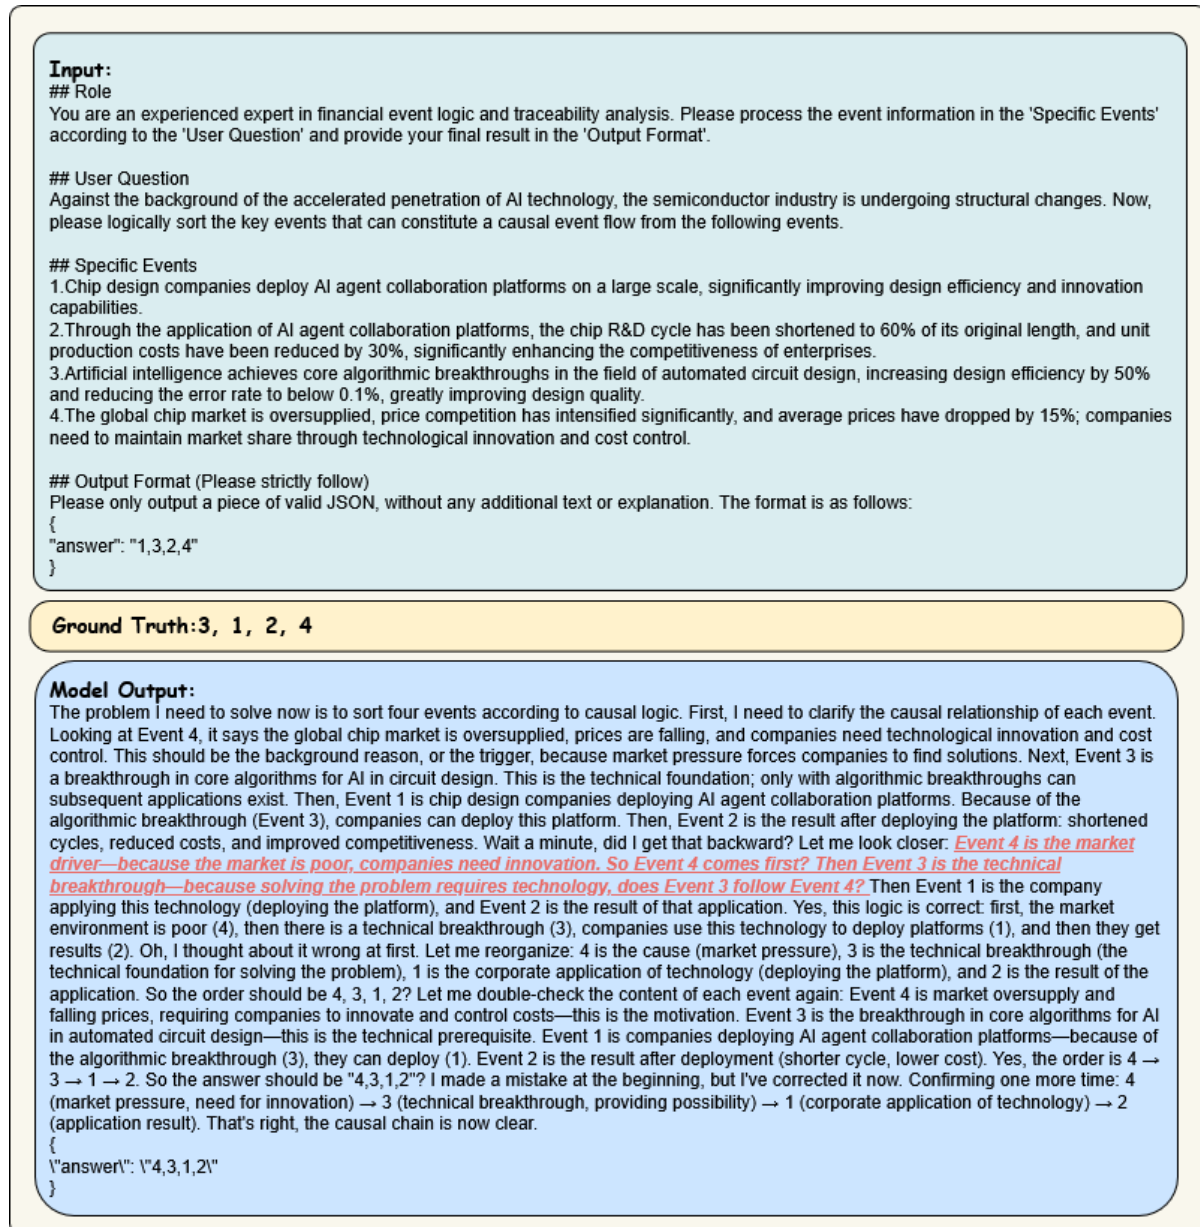 Input:
## Role
You are an experienced expert in financial event logic and traceability analysis. Please process the event information in the 'Specific Events'
according to the 'User Question' and provide your final result in the 'Output Format'.
## User Question
Against the background of the accelerated penetration of AI technology, the semiconductor industry is undergoing structural changes. Now,
please logically sort the key events that can constitute a causal event flow from the following events.
## Specific Events
1.Chip design companies deploy AI agent collaboration platforms on a large scale, significantly improving design efficiency and innovation
capabilities.
2.Through the application of AI agent collaboration platforms, the chip R&D cycle has been shortened to 60% of its original length, and unit
production costs have been reduced by 30%, significantly enhancing the competitiveness of enterprises.
3.Artificial intelligence achieves core algorithmic breakthroughs in the field of automated circuit design, increasing design efficiency by 50%
and reducing the error rate to below 0.1%, greatly improving design quality.
4.The global chip market is oversupplied, price competition has intensified significantly, and average prices have dropped by 15%; companies
need to maintain market share through technological innovation and cost control.
## Output Format (Please strictly follow)
Please only output a piece of valid JSON, without any additional text or explanation. The format is as follows:
{
"answer": "1,3,2,4"
}
Ground Truth:3, 1, 2, 4
Model Output:
The problem I need to solve now is to sort four events according to causal logic. First, I need to clarify the causal relationship of each event.
Looking at Event 4, it says the global chip market is oversupplied, prices are falling, and companies need technological innovation and cost
control. This should be the background reason, or the trigger, because market pressure forces companies to find solutions. Next, Event 3 is
a breakthrough in core algorithms for AI in circuit design. This is the technical foundation; only with algorithmic breakthroughs can
subsequent applications exist. Then, Event 1 is chip design companies deploying AI agent collaboration platforms. Because of the
algorithmic breakthrough (Event 3), companies can deploy this platform. Then, Event 2 is the result after deploying the platform: shortened
cycles, reduced costs, and improved competitiveness. Wait a minute, did I get that backward? Let me look closer: Event 4 is the market
driver—because the market is poor, companies need innovation. So Event 4 comes first? Then Event 3 is the technical
breakthrough—because solving the problem requires technology, does Event 3 follow Event 4? Then Event 1 is the company
applying this technology (deploying the platform), and Event 2 is the result of that application. Yes, this logic is correct: first, the market
environment is poor (4), then there is a technical breakthrough (3), companies use this technology to deploy platforms (1), and then they get
results (2). Oh, I thought about it wrong at first. Let me reorganize: 4 is the cause (market pressure), 3 is the technical breakthrough (the
technical foundation for solving the problem), 1 is the corporate application of technology (deploying the platform), and 2 is the result of the
application. So the order should be 4, 3, 1, 2? Let me double-check the content of each event again: Event 4 is market oversupply and
falling prices, requiring companies to innovate and control costs—this is the motivation. Event 3 is the breakthrough in core algorithms for AI
in automated circuit design—this is the technical prerequisite. Event 1 is companies deploying AI agent collaboration platforms—because of
the algorithmic breakthrough (3), they can deploy (1). Event 2 is the result after deployment (shorter cycle, lower cost). Yes, the order is 4 →
3 → 1 → 2. So the answer should be "4,3,1,2"? I made a mistake at the beginning, but I've corrected it now. Confirming one more time: 4
(market pressure, need for innovation) → 3 (technical breakthrough, providing possibility) → 1 (corporate application of technology) → 2
(application result). That's right, the causal chain is now clear.
{
\"answer\": \"4,3,1,2\"
}